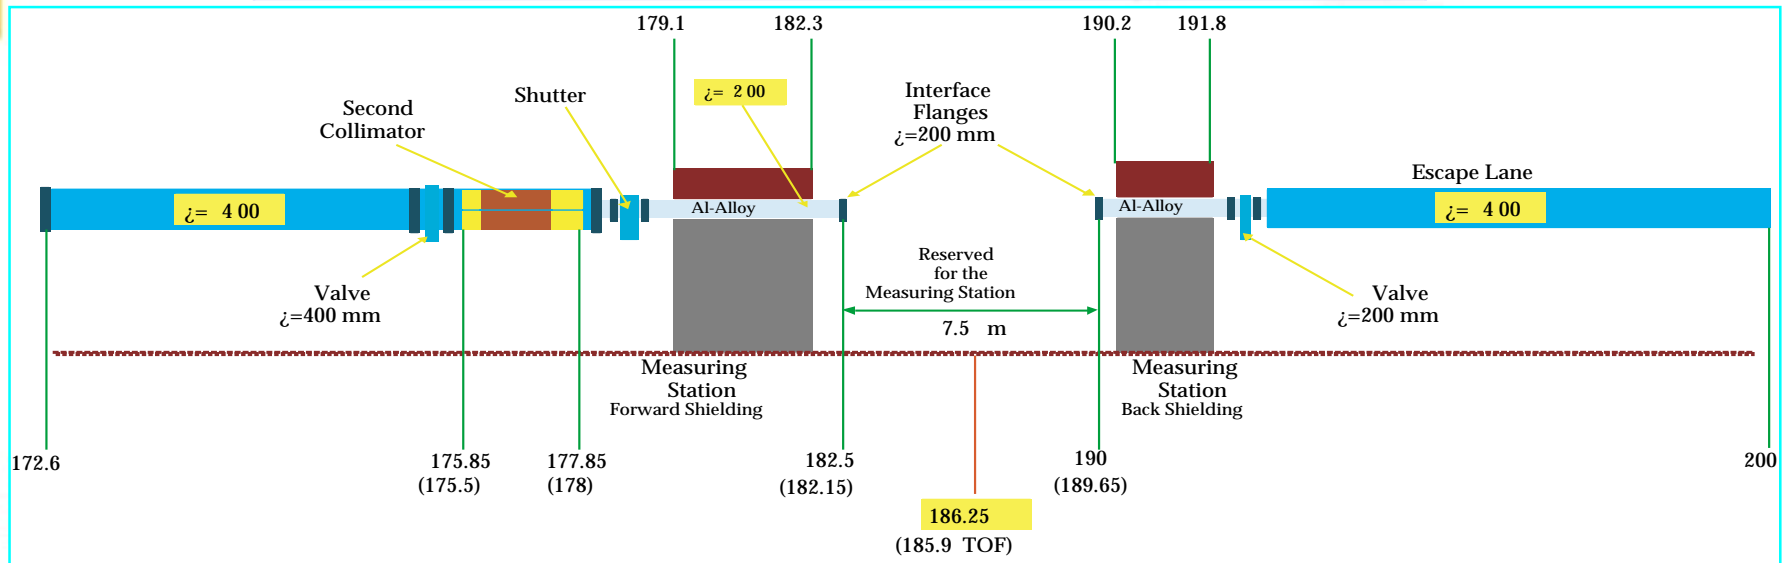 179.1
182.3
190.2
191.8
¿= 2 00
Shutter
Second
Collimator
Interface
Flanges
¿=200 mm
Escape Lane
¿= 4 00
Al-Alloy
Al-Alloy
¿= 4 00
Reserved
for the
Measuring Station
7.5 m
Valve
¿=400 mm
Valve
¿=200 mm
Measuring
Station
Forward Shielding
Measuring
Station
Back Shielding
172.6
175.85
(175.5)
177.85
(178)
182.5
(182.15)
190
(189.65)
200
186.25
(185.9 TOF)